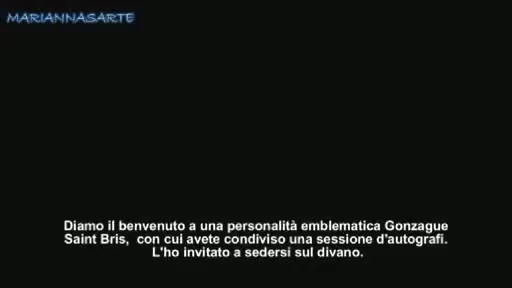 MARIANNASARTE
Diamo il benvenuto a una personalità emblematica Gonzague
Saint Bris, con cui avete condiviso una sessione d'autografi.
L'ho invitato a sedersi sul divano.